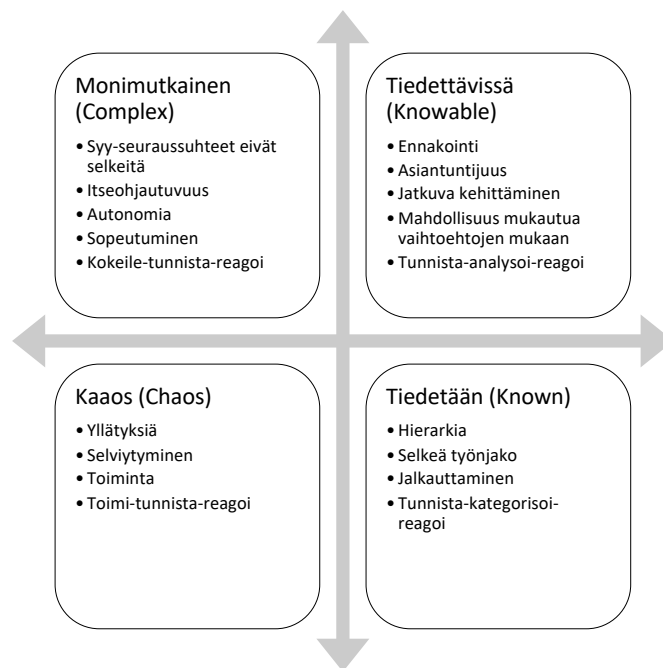 Monimutkainen
(Complex)
• Syy-seuraussuhteet eivät
selkeitä
• Itseohjautuvuus
• Autonomia
• Sopeutuminen
• Kokeile-tunnista-reagoi
Tiedettävissä
(Knowable)
• Ennakointi
• Asiantuntijuus
• Jatkuva kehittäminen
• Mahdollisuus mukautua
vaihtoehtojen mukaan
• Tunnista-analysoi-reagoi
Kaaos (Chaos)
• Yllätyksiä
• Selviytyminen
• Toiminta
• Toimi-tunnista-reagoi
Tiedetään (Known)
• Hierarkia
• Selkeä työnjako
• Jalkauttaminen
• Tunnista-kategorisoi-
reagoi